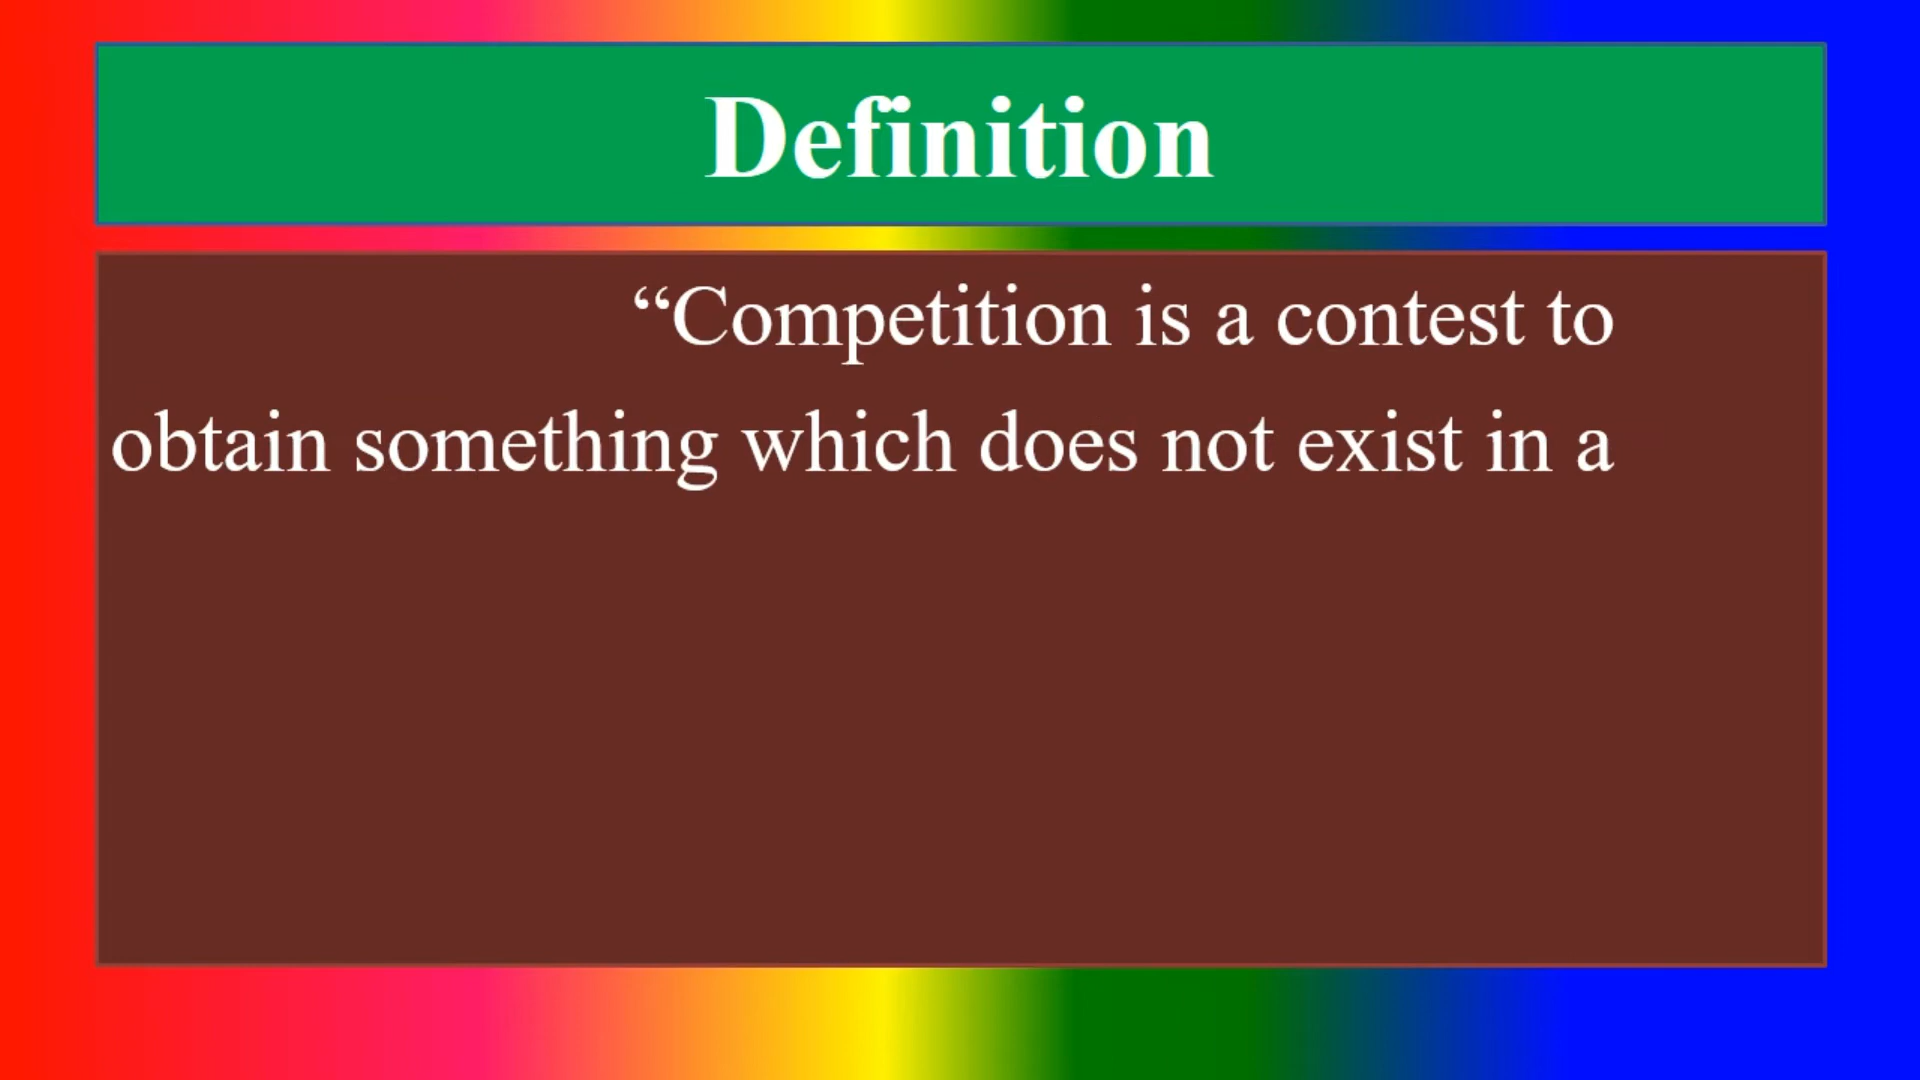 Definition
“Competition is a contest to
obtain something which does not exist in a